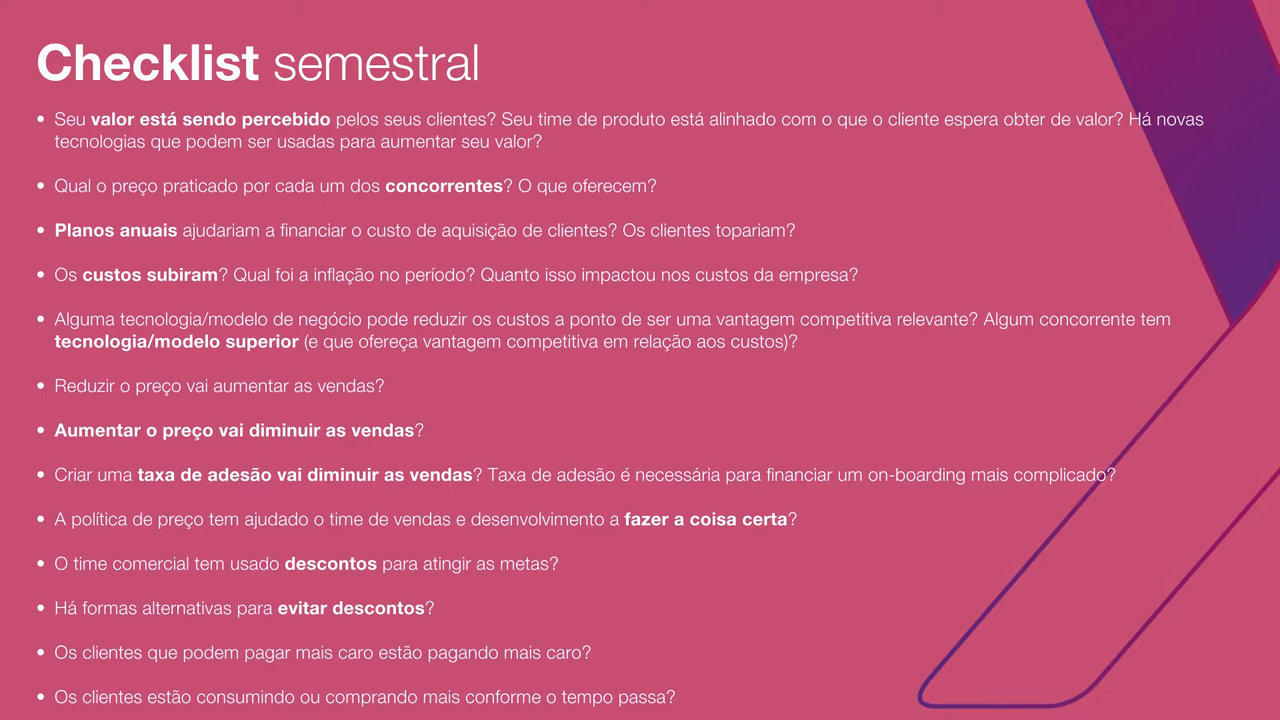 Checklist semestral
• Seu valor está sendo percebido pelos seus clientes? Seu time de produto está alinhado com o que o cliente espera obter de valor? Há novas
tecnologias que podem ser usadas para aumentar seu valor?
• Qual o preço praticado por cada um dos concorrentes? O que oferecem?
• Planos anuais ajudariam a financiar o custo de aquisição de clientes? Os clientes topariam?
• Os custos subiram? Qual foi a inflação no período? Quanto isso impactou nos custos da empresa?
• Alguma tecnologia/modelo de negócio pode reduzir os custos a ponto de ser uma vantagem competitiva relevante? Algum concorrente tem
tecnologia/modelo superior (e que ofereça vantagem competitiva em relação aos custos)?
• Reduzir o preço vai aumentar as vendas?
• Aumentar o preço vai diminuir as vendas?
• Criar uma taxa de adesão vai diminuir as vendas? Taxa de adesão é necessária para financiar um on-boarding mais complicado?
• A política de preço tem ajudado o time de vendas e desenvolvimento a fazer a coisa certa?
• O time comercial tem usado descontos para atingir as metas?
• Há formas alternativas para evitar descontos?
• Os clientes que podem pagar mais caro estão pagando mais caro?
• Os clientes estão consumindo ou comprando mais conforme o tempo passa?